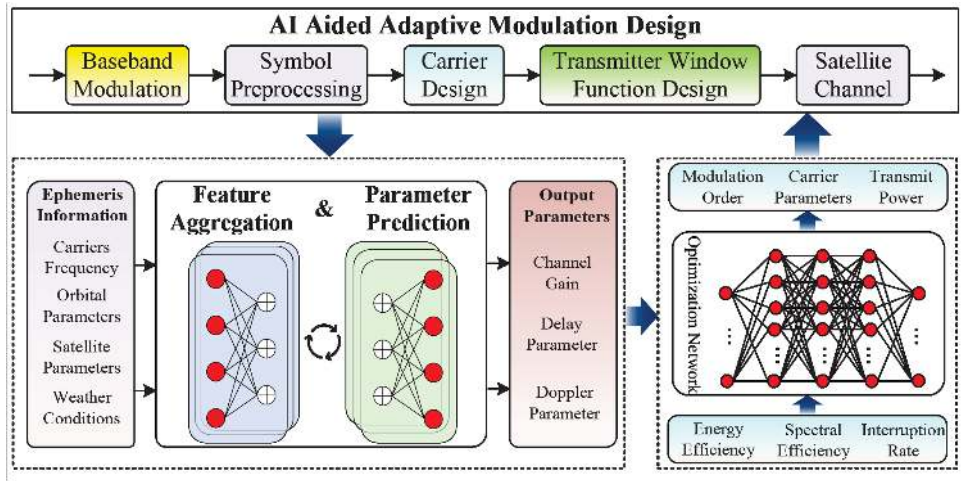 AI Aided Adaptive Modulation Design
Baseband
Modulation
Symbol
Preprocessing
Carrier
Design
Transmitter Window
Function Design
Satellite
Channel
Ephemeris
Information
Carriers
Frequency
Orbital
Parameters
Satellite
Parameters
Weather
Conditions
Feature
Aggregation
&
Parameter
Prediction
Output
Parameters
Channel
Gain
Delay
Parameter
Doppler
Parameter
Modulation
Order
Carrier
Parameters
Transmit
Power
Optimization Network
Energy
Efficiency
Spectral
Efficiency
Interruption
Rate